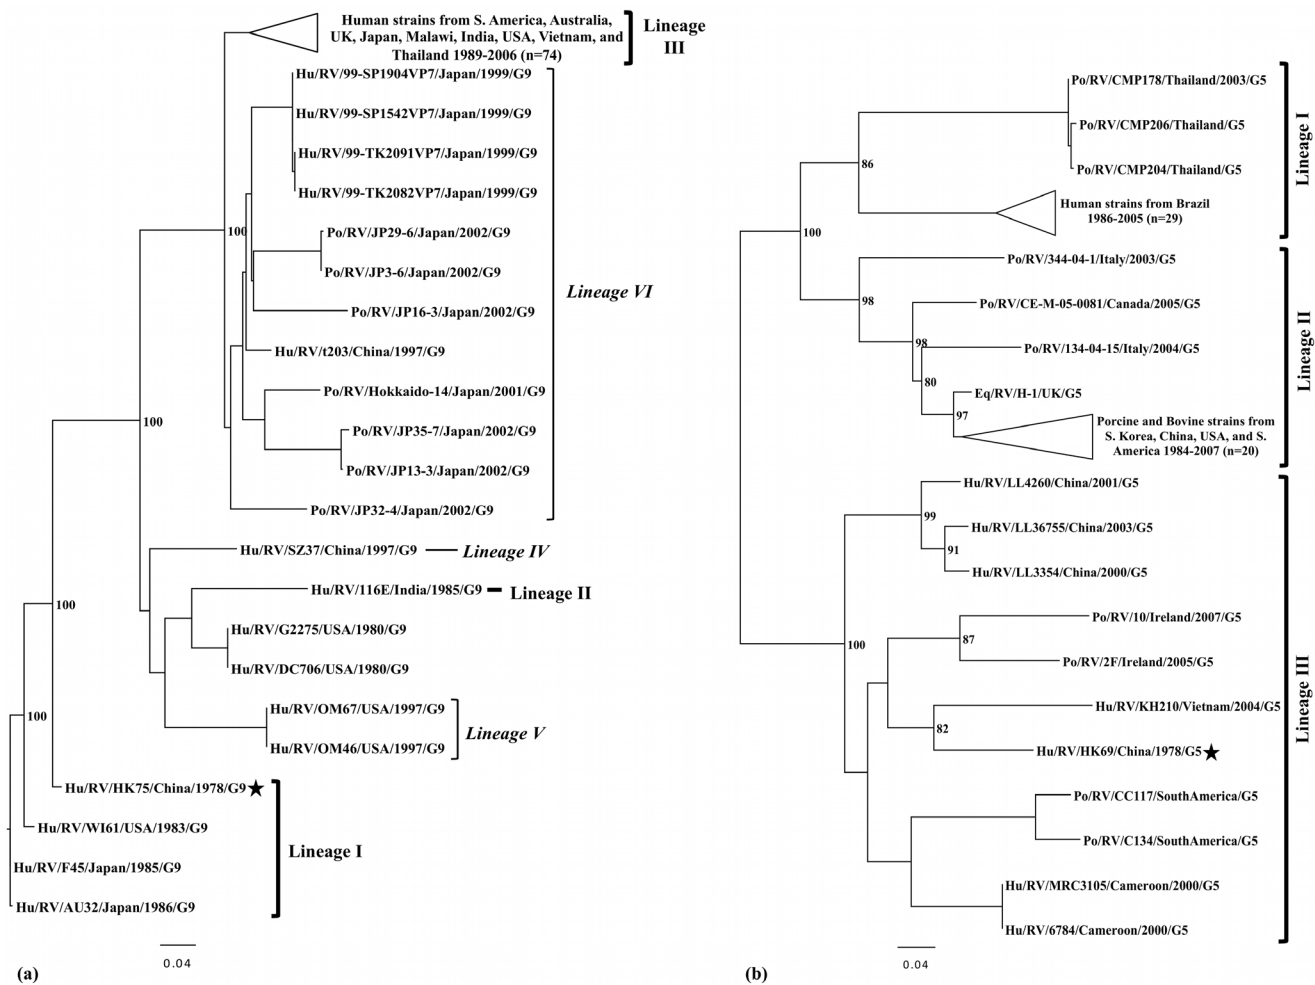 Human strains from S. America, Australia,
UK, Japan, Malawi, India, USA, Vietnam, and
Thailand 1989-2006 (n=74)
Lineage
III
Hu/RV/99-SP1904VP7/Japan/1999/G9
Hu/RV/99-SP1542VP7/Japan/1999/G9
Hu/RV/99-TK2091VP7/Japan/1999/G9
Hu/RV/99-TK2082VP7/Japan/1999/G9
100
Po/RV/JP29-6/Japan/2002/G9
Po/RV/JP3-6/Japan/2002/G9
Lineage VI
Po/RV/JP16-3/Japan/2002/G9
Hu/RV/t203/China/1997/G9
Po/RV/Hokkaido-14/Japan/2001/G9
100
Po/RV/JP35-7/Japan/2002/G9
Po/RV/JP13-3/Japan/2002/G9
Po/RV/JP32-4/Japan/2002/G9
Hu/RV/SZ37/China/1997/G9
Lineage IV
Hu/RV/116E/India/1985/G9
Lineage II
100
Hu/RV/G2275/USA/1980/G9
Hu/RV/DC706/USA/1980/G9
Hu/RV/OM67/USA/1997/G9
100
Lineage V
Hu/RV/OM46/USA/1997/G9
Hu/RV/HK75/China/1978/G9
Hu/RV/WI61/USA/1983/G9
Lineage I
Hu/RV/F45/Japan/1985/G9
Hu/RV/AU32/Japan/1986/G9
0.04
(a)
Po/RV/CMP178/Thailand/2003/G5
Po/RV/CMP206/Thailand/G5
Lineage I
86
Po/RV/CMP204/Thailand/G5
Human strains from Brazil
1986-2005 (n=29)
100
Po/RV/344-04-1/Italy/2003/G5
98
Po/RV/CE-M-05-0081/Canada/2005/G5
98
Po/RV/134-04-15/Italy/2004/G5
Lineage II
80
Eq/RV/H-1/UK/G5
97
Porcine and Bovine strains from
S. Korea, China, USA, and S.
America 1984-2007 (n=20)
Hu/RV/LL4260/China/2001/G5
99
Hu/RV/LL36755/China/2003/G5
91
Hu/RV/LL3354/China/2000/G5
Po/RV/10/Ireland/2007/G5
87
100
Po/RV/2F/Ireland/2005/G5
Lineage III
Hu/RV/KH210/Vietnam/2004/G5
82
Hu/RV/HK69/China/1978/G5
Po/RV/CC117/SouthAmerica/G5
Po/RV/C134/SouthAmerica/G5
Hu/RV/MRC3105/Cameroon/2000/G5
Hu/RV/6784/Cameroon/2000/G5
0.04
(b)